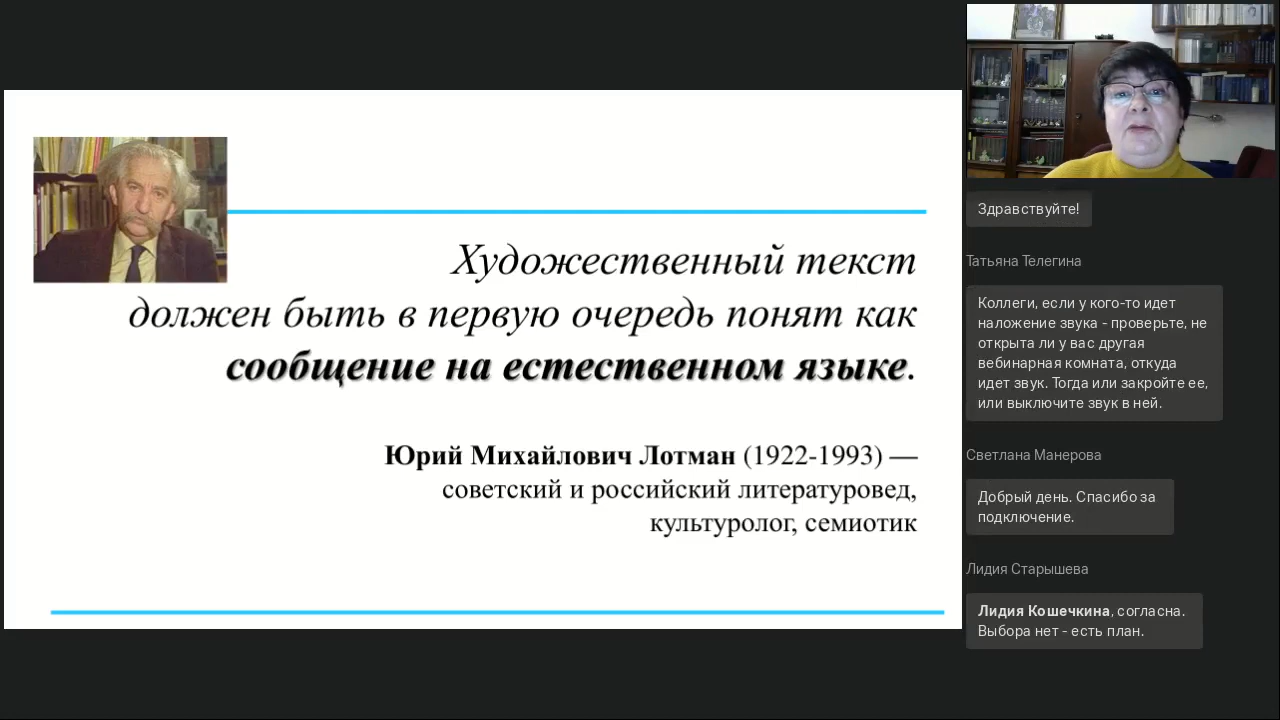 Художественный текст
должен быть в первую очередь понят как
сообщение на естественном языке.
Юрий Михайлович Лотман (1922-1993) —
советский и российский литературовед,
культуролог, семиотик
Здравствуйте!
Татьяна Телегина
Коллеги, если у кого-то идет
наложение звука - проверьте, не
открыта ли у вас другая
вебинарная комната, откуда
идет звук. Тогда или закройте ее,
или выключите звук в ней.
Светлана Манерова
Добрый день. Спасибо за
подключение.
Лидия Старышева
Лидия Кошечкина, согласна.
Выбора нет - есть план.